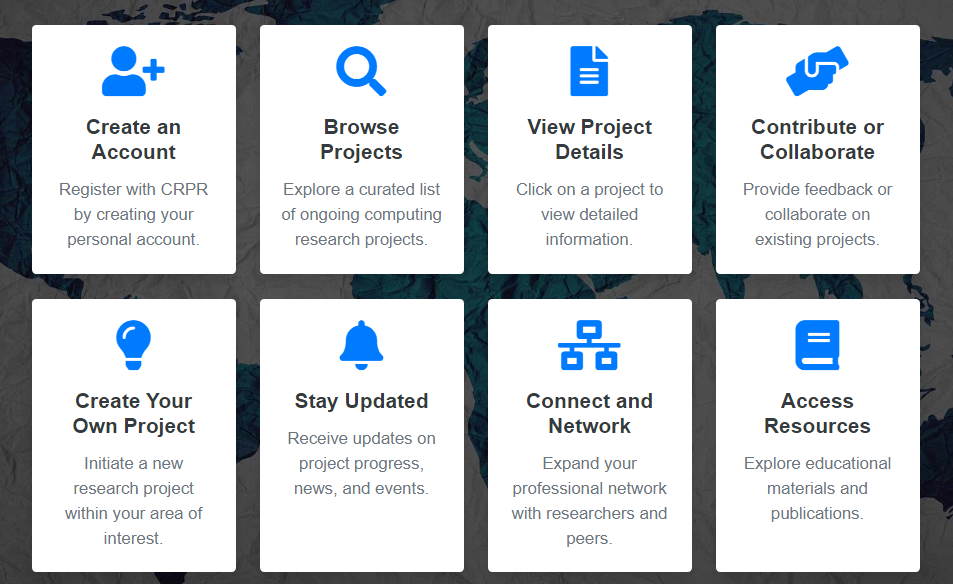 Create an
Account
Register with CRPR
by creating your
personal account.
Browse
Projects
Explore a curated list
of ongoing computing
research projects.
View Project
Details
Click on a project to
view detailed
information.
Contribute or
Collaborate
Provide feedback or
collaborate on
existing projects.
Create Your
Own Project
Initiate a new
research project
within your area of
interest.
Stay Updated
Receive updates on
project progress,
news, and events.
Connect and
Network
Expand your
professional network
with researchers and
peers.
Access
Resources
Explore educational
materials and
publications.